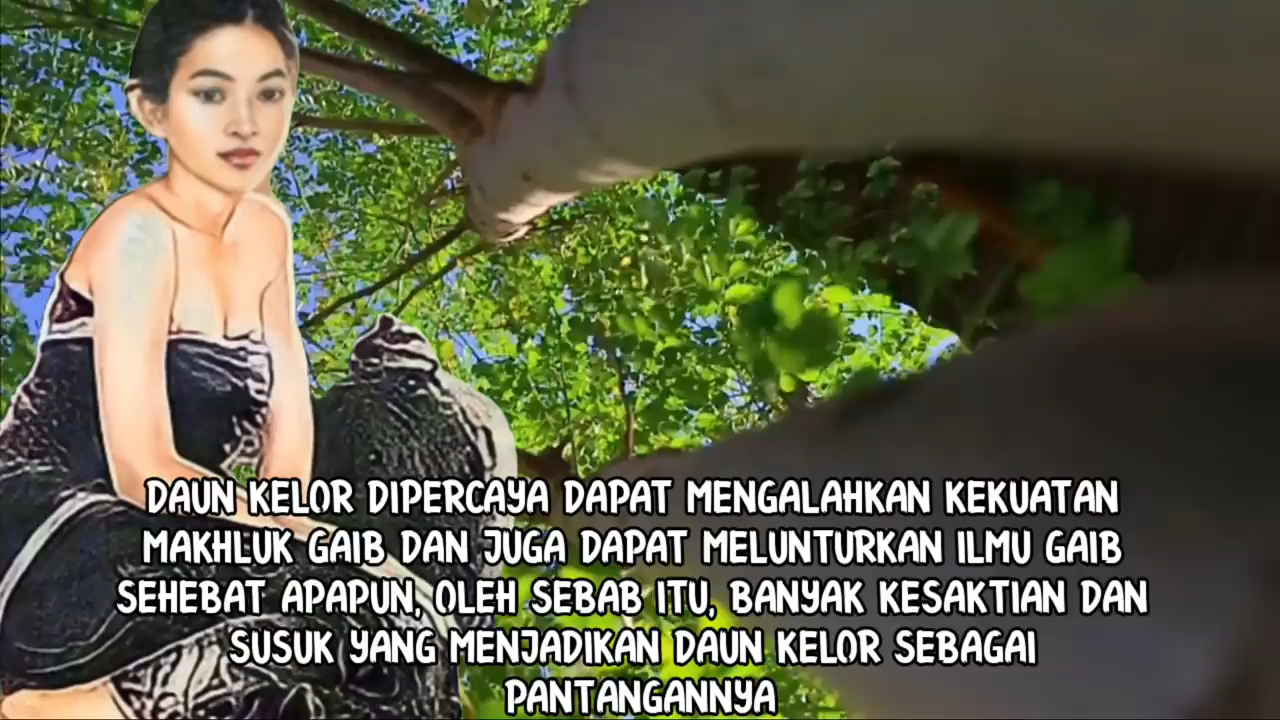 DAUN KELOR DIPERCAYA DAPAT MENGALAHKAN KEKUATAN
MAKHLUK GAIB DAN JUGA DAPAT MELUNTURKAN ILMU GAIB
SEHEBAT APAPUN, OLEH SEBAB ITU, BANYAK KESAKTIAN DAN
SUSUK YANG MENJADIKAN DAUN KELOR SEBAGAI
PANTANGANNYA